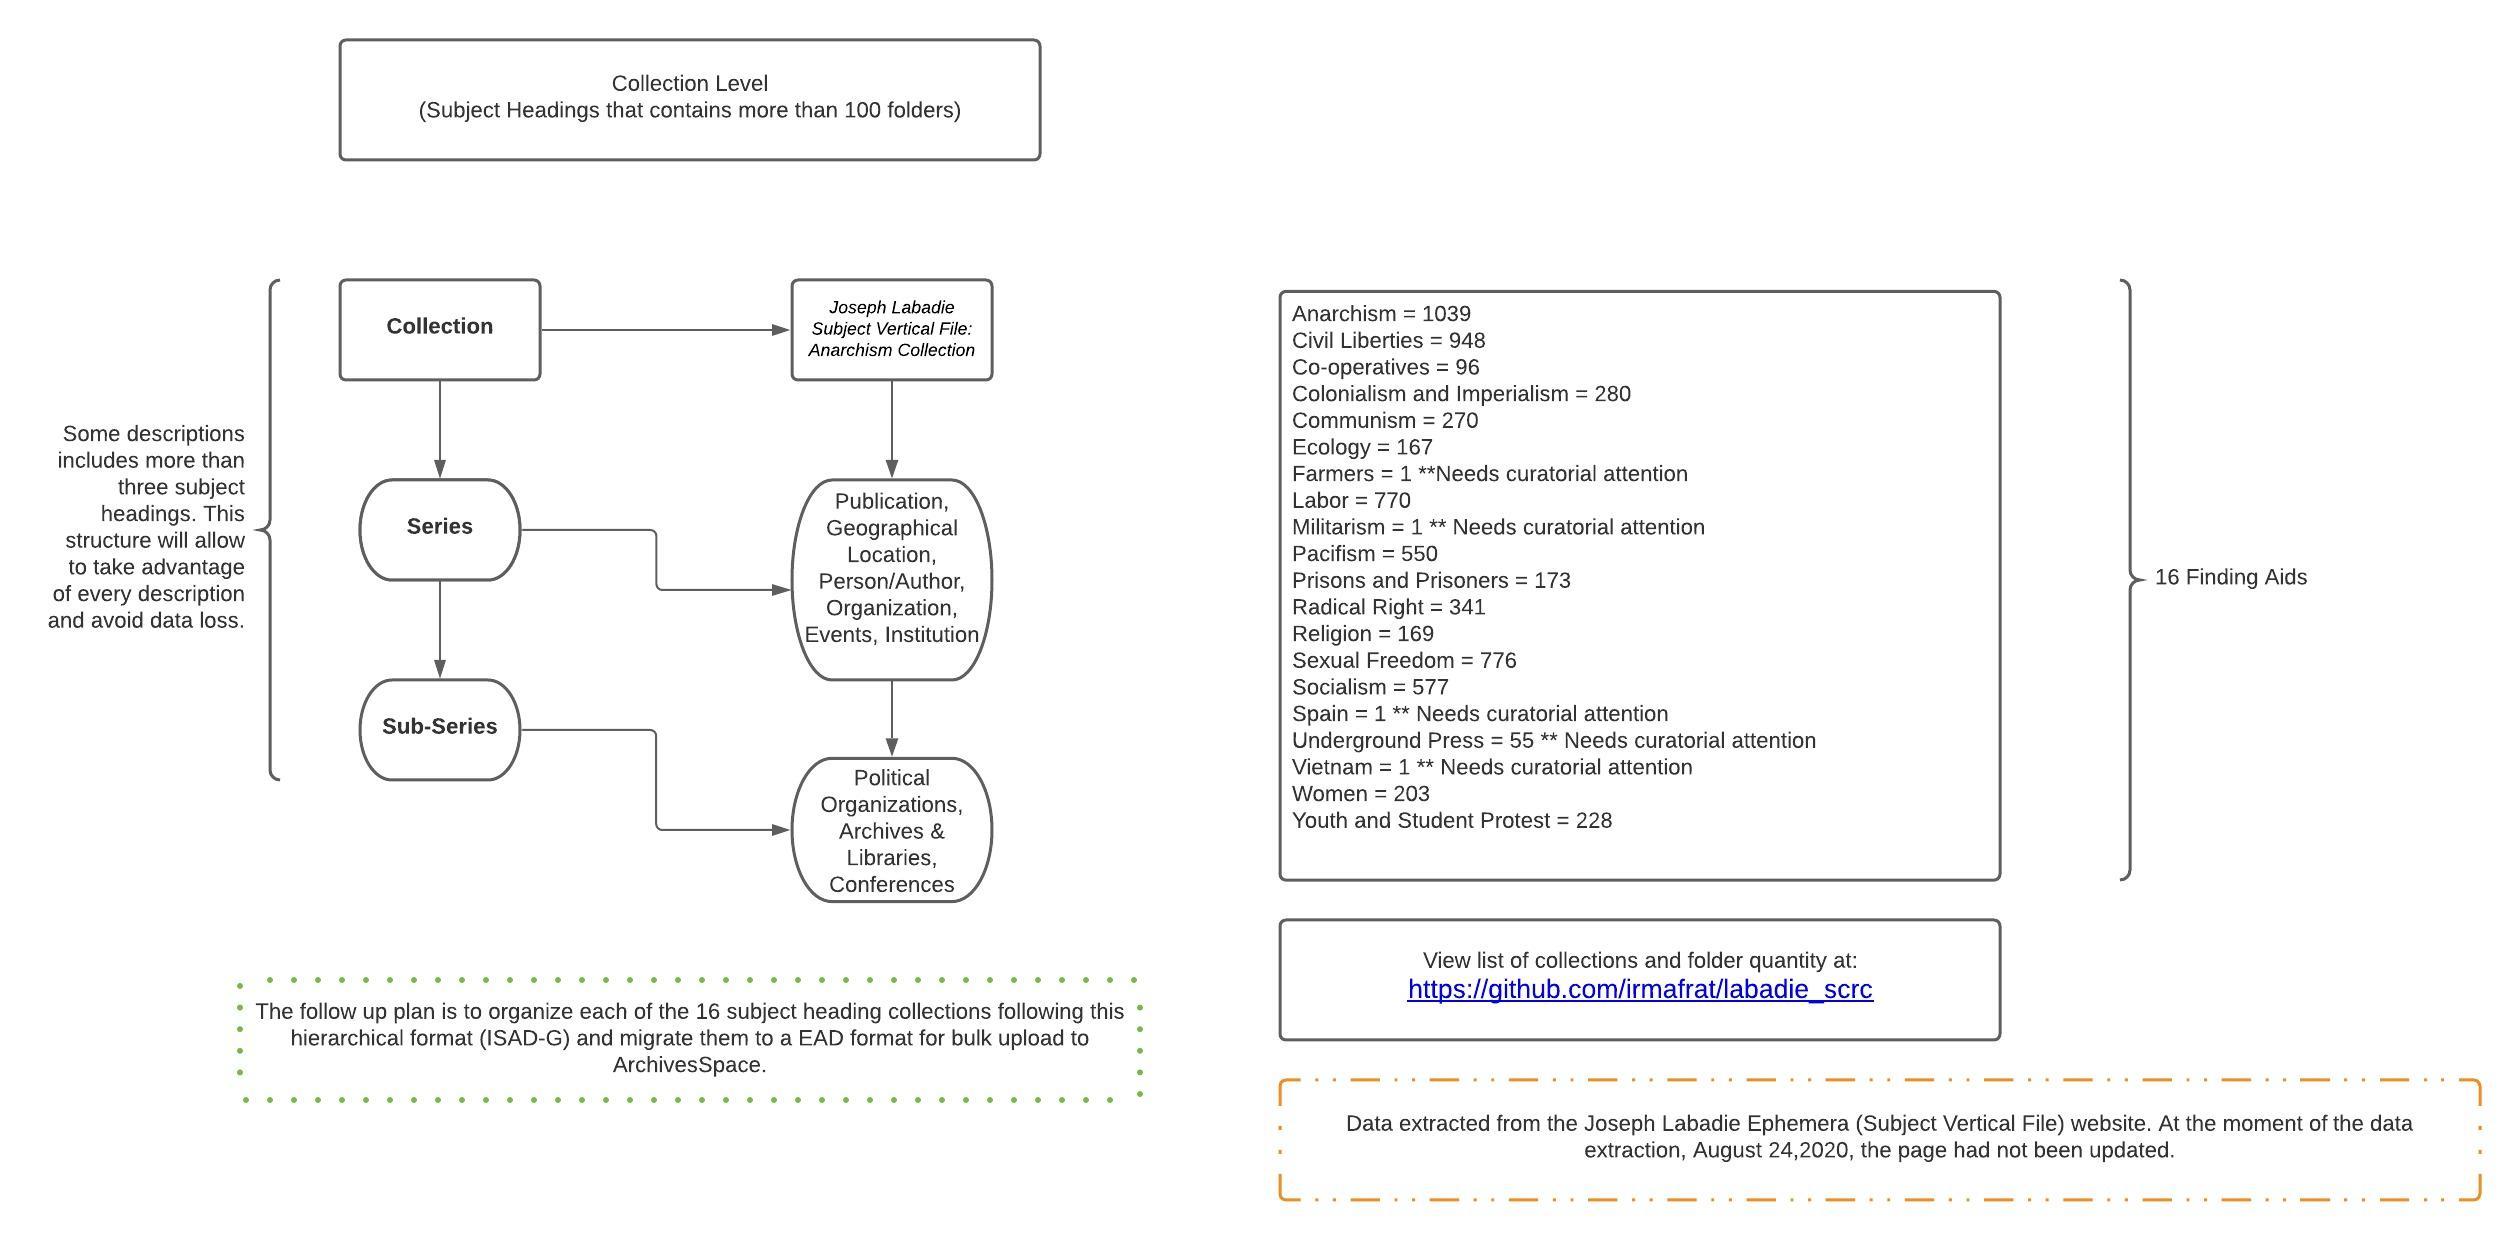 Collection Level
(Subject Headings that contains more than 100 folders)
Some descriptions
includes more than
three subject
headings. This
structure will allow
to take advantage
of every description
and avoid data loss.
Collection
Joseph Labadie
Subject Vertical File:
Anarchism Collection
Series
Publication,
Geographical
Location,
Person/Author,
Organization,
Events, Institution
Sub-Series
Political
Organizations,
Archives &
Libraries,
Conferences
The follow up plan is to organize each of the 16 subject heading collections following this
hierarchical format (ISAD-G) and migrate them to a EAD format for bulk upload to
ArchivesSpace.
Anarchism = 1039
Civil Liberties = 948
Co-operatives = 96
Colonialism and Imperialism = 280
Communism = 270
Ecology = 167
Farmers = 1 **Needs curatorial attention
Labor = 770
Militarism = 1 ** Needs curatorial attention
Pacifism = 550
Prisons and Prisoners = 173
Radical Right = 341
Religion = 169
Sexual Freedom = 776
Socialism = 577
Spain = 1 ** Needs curatorial attention
Underground Press = 55 ** Needs curatorial attention
Vietnam = 1 ** Needs curatorial attention
Women = 203
Youth and Student Protest = 228
16 Finding Aids
View list of collections and folder quantity at:
https://github.com/irmafrat/labadie_scrc
Data extracted from the Joseph Labadie Ephemera (Subject Vertical File) website. At the moment of the data
extraction, August 24,2020, the page had not been updated.